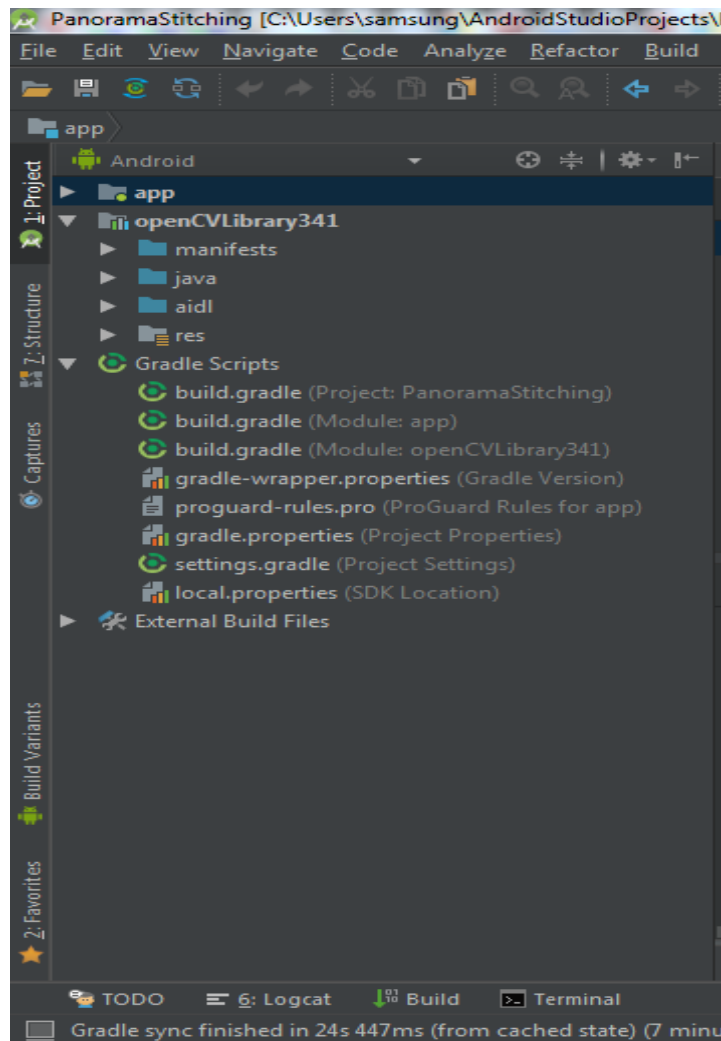 PanoramaStitching [C:\Users\samsung\AndroidStudioProjects\
File Edit View Navigate Code Analyze Refactor Build
app
Android
1: Project
app
openCVLibrary341
manifests
java
aidl
res
7: Structure
Gradle Scripts
build.gradle (Project: PanoramaStitching)
build.gradle (Module: app)
build.gradle (Module: openCVLibrary341)
Captures
gradle-wrapper.properties (Gradle Version)
proguard-rules.pro (ProGuard Rules for app)
gradle.properties (Project Properties)
settings.gradle (Project Settings)
local.properties (SDK Location)
External Build Files
Build Variants
2: Favorites
TODO 6: Logcat Build Terminal
Gradle sync finished in 24s 447ms (from cached state) (7 minu